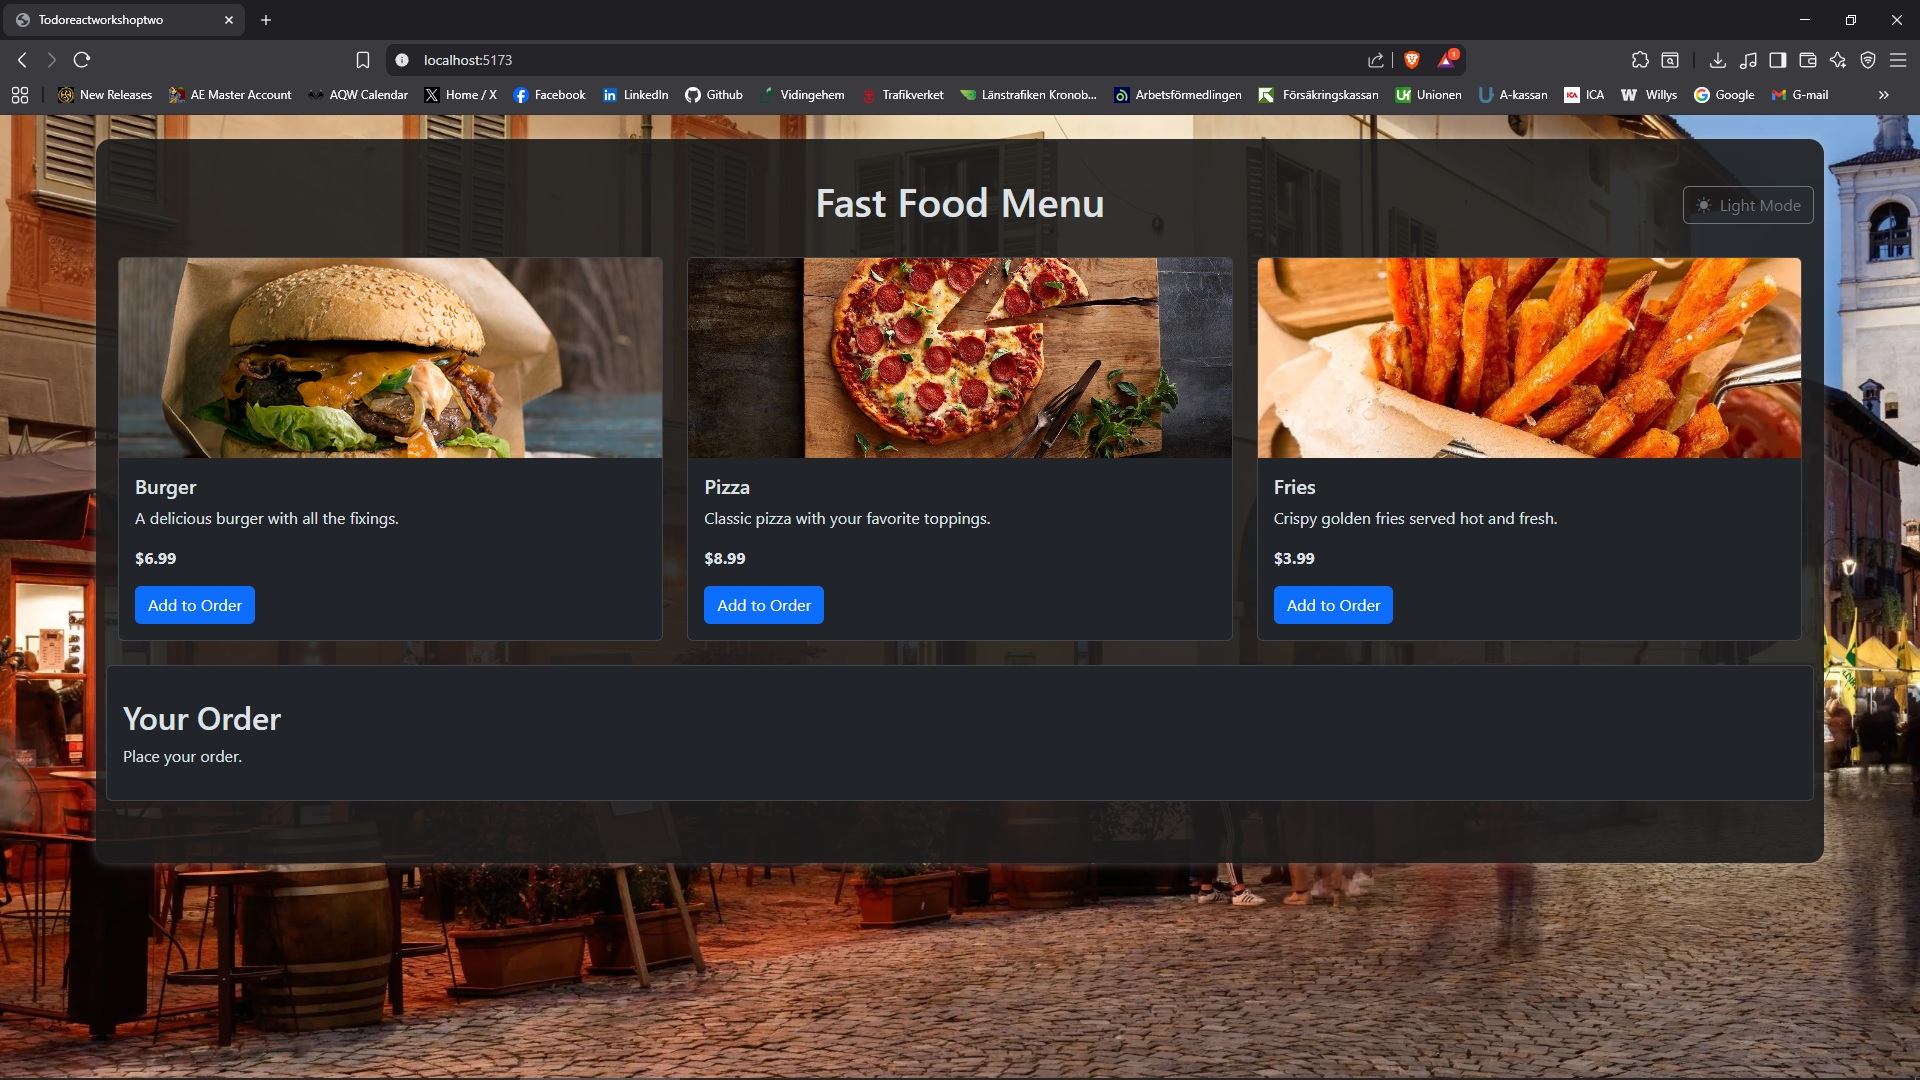 Todoreactworkshoptwo
localhost:5173
1
New Releases
AE Master Account
AQW Calendar
Home / X
Facebook
LinkedIn
Github
Vidingehem
Trafikverket
Länstrafiken Kronob...
Arbetsförmedlingen
Försäkringskassan
Unionen
A-kassan
ICA
Willys
Google
G-mail
Fast Food Menu
Light Mode
Burger
A delicious burger with all the fixings.
$6.99
Add to Order
Pizza
Classic pizza with your favorite toppings.
$8.99
Add to Order
Fries
Crispy golden fries served hot and fresh.
$3.99
Add to Order
Your Order
Place your order.